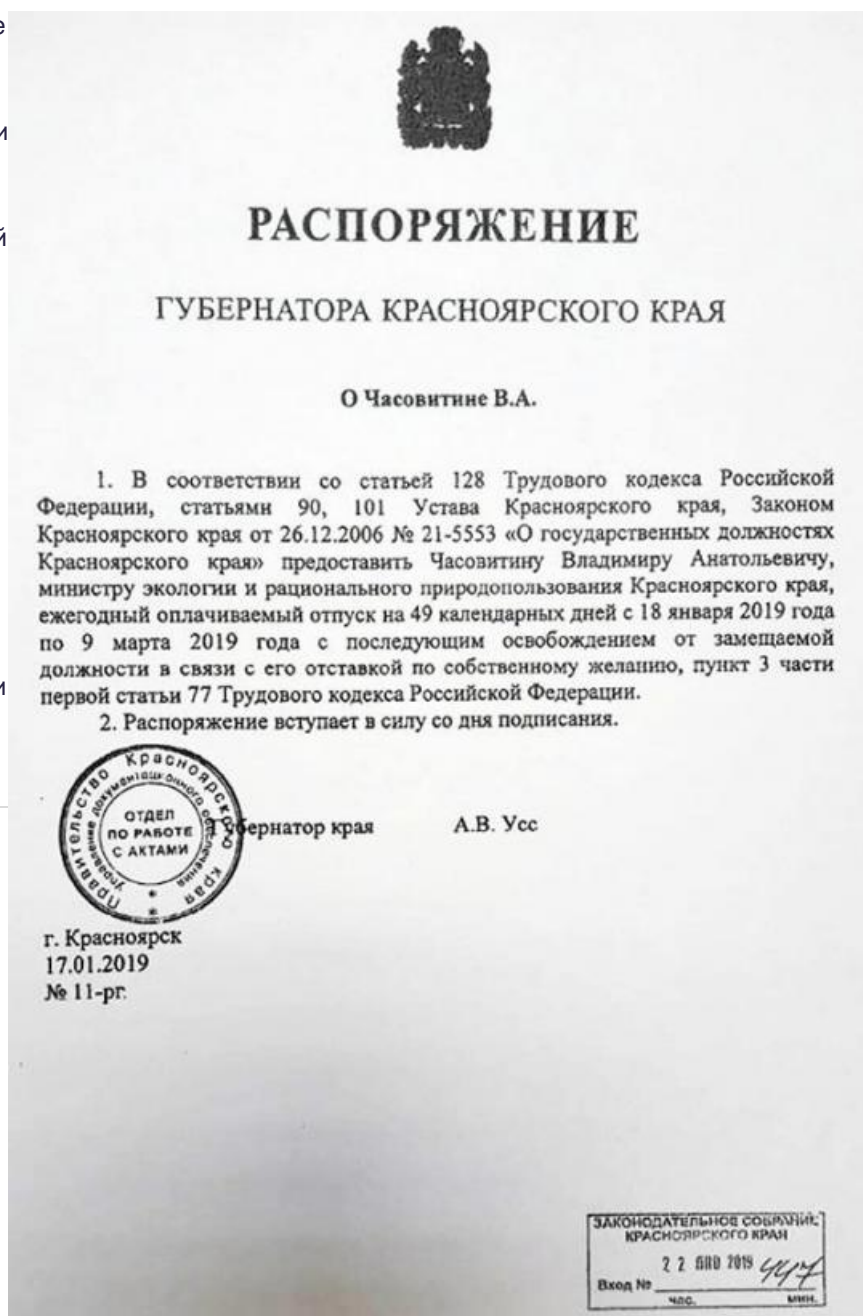 е
и
й
и
РАСПОРЯЖЕНИЕ
ГУБЕРНАТОРА КРАСНОЯРСКОГО КРАЯ
О Часовитине В.А.
1. В соответствии со статьей 128 Трудового кодекса Российской
Федерации, статьями 90, 101 Устава Красноярского края, Законом
Красноярского края от 26.12.2006 № 21-5553 «О государственных должностях
Красноярского края» предоставить Часовитину Владимиру Анатольевичу,
министру экологии и рационального природопользования Красноярского края,
ежегодный оплачиваемый отпуск на 49 календарных дней с 18 января 2019 года
по 9 марта 2019 года с последующим освобождением от замещаемой
должности в связи с его отставкой по собственному желанию, пункт 3 части
первой статьи 77 Трудового кодекса Российской Федерации.
2. Распоряжение вступает в силу со дня подписания.
Правительство Красноярского края
Управление документационного обеспечения
ОТДЕЛ
ПО РАБОТЕ
С АКТАМИ
Губернатор края А.В. Усс
г. Красноярск
17.01.2019
№ 11-рг.
ЗАКОНОДАТЕЛЬНОЕ СОБРАНИЕ
КРАСНОЯРСКОГО КРАЯ
22 2019 447
Вход №
час. мин.